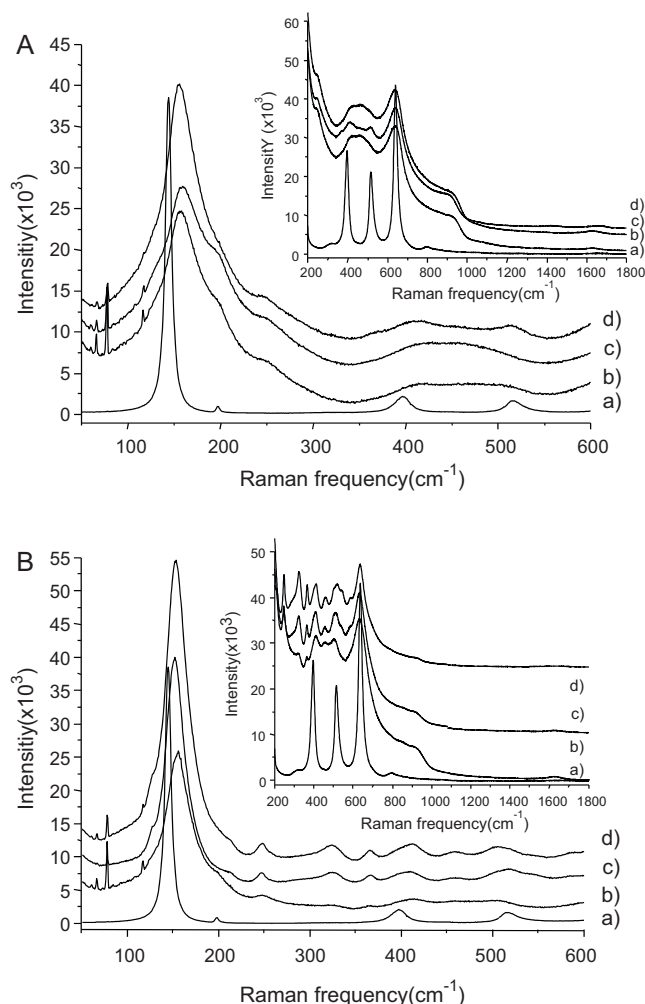 A
45
40
35
30
25
20
15
10
5
0
Intensitiy(x10³)
100 200 300 400 500 600
Raman frequency(cm⁻¹)
d)
c)
b)
a)
60
50
40
30
20
10
0
IntensitY (x10³)
200 400 600 800 1000 1200 1400 1600 1800
Raman frequency(cm⁻¹)
d)
c)
b)
a)
B
55
50
45
40
35
30
25
20
15
10
5
0
Intensitiy(x10³)
100 200 300 400 500 600
Raman frequency(cm⁻¹)
d)
c)
b)
a)
50
40
30
20
10
0
Intensity(x10³)
200 400 600 800 1000 1200 1400 1600 1800
Raman frequency(cm⁻¹)
d)
c)
b)
a)